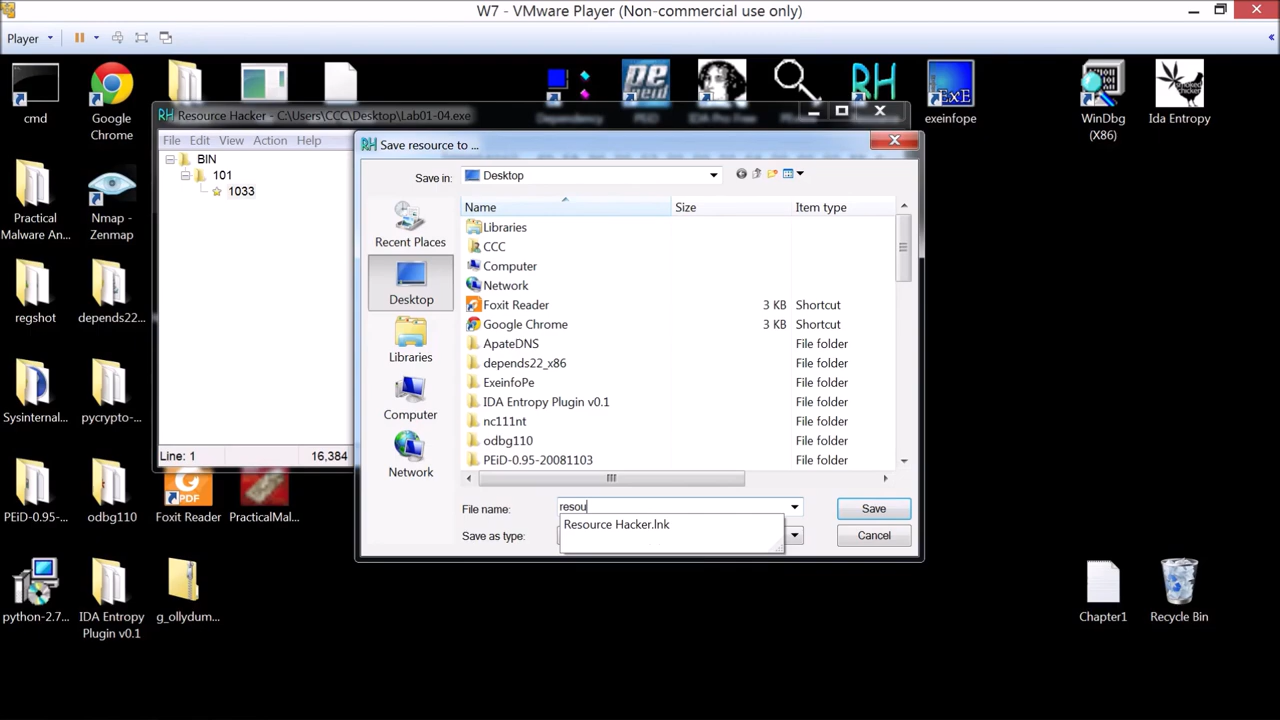 W7 - VMware Player (Non-commercial use only)
Player
cmd
Google
Chrome
Dependency
PEiD
IDA Pro Free
exeinfope
WinDbg
(X86)
Ida Entropy
Resource Hacker - C:\Users\CCC\Desktop\Lab01-04.exe
File Edit View Action Help
BIN
101
1033
Line: 1 16,384
Save resource to ...
Save in: Desktop
Name Size Item type
Recent Places
Desktop
Libraries
Computer
Network
Libraries
CCC
Computer
Network
Foxit Reader 3 KB Shortcut
Google Chrome 3 KB Shortcut
ApateDNS File folder
depends22_x86 File folder
ExeinfoPe File folder
IDA Entropy Plugin v0.1 File folder
nc111nt File folder
odbg110 File folder
PEiD-0.95-20081103 File folder
File name: resou
Resource Hacker.lnk
Save as type:
Save
Cancel
Practical
Malware An...
Nmap -
Zenmap
regshot
depends22...
Sysinternal...
pycrypto-...
PEiD-0.95-...
odbg110
Foxit Reader
PDF
PracticalMal...
python-2.7...
IDA Entropy
Plugin v0.1
g_ollydum...
Chapter1
Recycle Bin